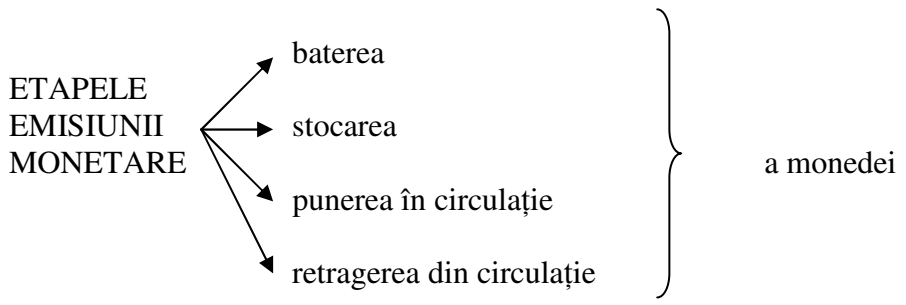 ETAPELE
EMISIUNII
MONETARE
baterea
stocarea
punerea în circulație
retragerea din circulație
a monedei